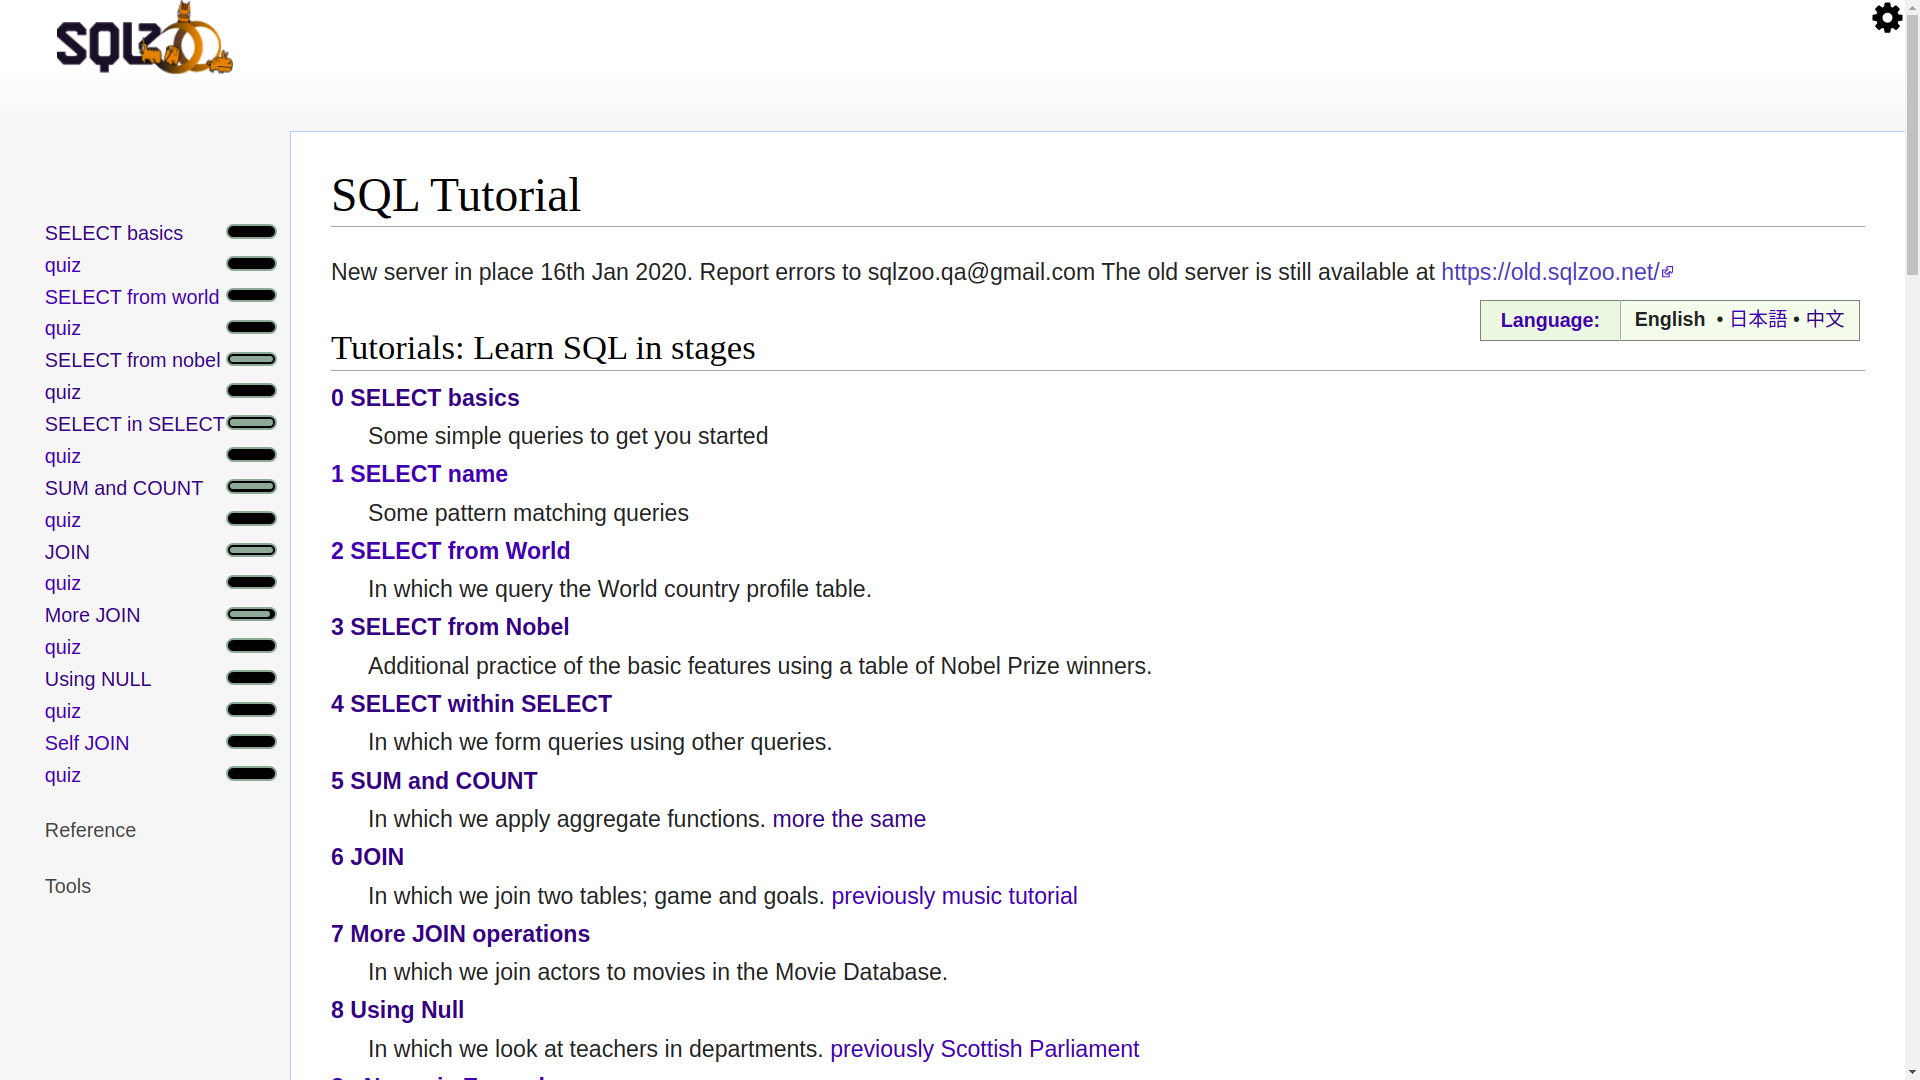 SQLZOO
SQL Tutorial
New server in place 16th Jan 2020. Report errors to sqlzoo.qa@gmail.com The old server is still available at https://old.sqlzoo.net/
Language: English • 日本語 • 中文
Tutorials: Learn SQL in stages
0 SELECT basics
Some simple queries to get you started
1 SELECT name
Some pattern matching queries
2 SELECT from World
In which we query the World country profile table.
3 SELECT from Nobel
Additional practice of the basic features using a table of Nobel Prize winners.
4 SELECT within SELECT
In which we form queries using other queries.
5 SUM and COUNT
In which we apply aggregate functions. more the same
6 JOIN
In which we join two tables; game and goals. previously music tutorial
7 More JOIN operations
In which we join actors to movies in the Movie Database.
8 Using Null
In which we look at teachers in departments. previously Scottish Parliament
SELECT basics
quiz
SELECT from world
quiz
SELECT from nobel
quiz
SELECT in SELECT
quiz
SUM and COUNT
quiz
JOIN
quiz
More JOIN
quiz
Using NULL
quiz
Self JOIN
quiz
Reference
Tools